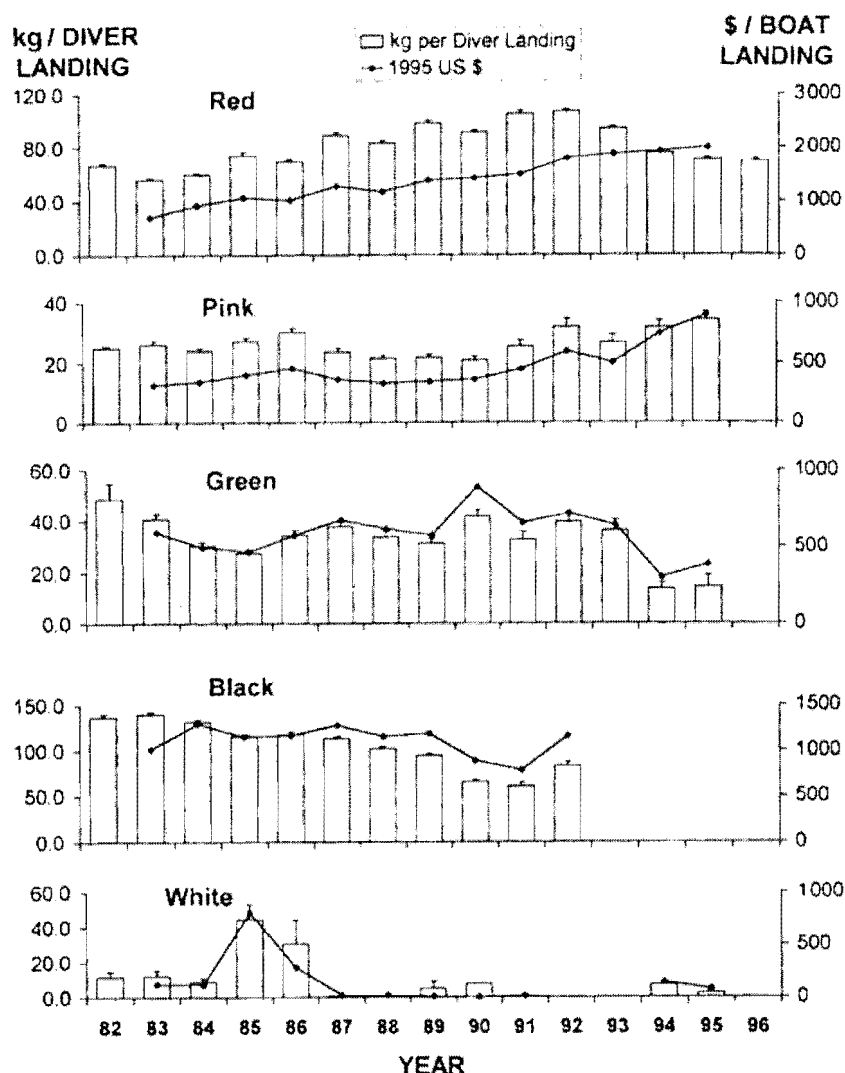 kg / DIVER
LANDING
kg per Diver Landing
1995 US $
$ / BOAT
LANDING
Red
120.0
80.0
40.0
0.0
3000
2000
1000
0
Pink
40
20
0
1000
500
0
Green
60.0
40.0
20.0
0.0
1000
500
0
Black
150.0
100.0
50.0
0.0
1500
1000
500
0
White
60.0
40.0
20.0
0.0
1000
500
0
82 83 84 85 86 87 88 89 90 91 92 93 94 95 96
YEAR